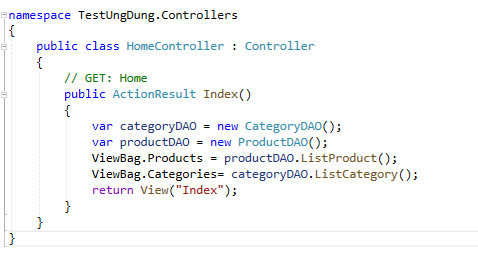 namespace TestUngDung.Controllers
{
    public class HomeController : Controller
    {
        // GET: Home
        public ActionResult Index()
        {
            var categoryDAO = new CategoryDAO();
            var productDAO = new ProductDAO();
            ViewBag.Products = productDAO.ListProduct();
            ViewBag.Categories= categoryDAO.ListCategory();
            return View("Index");
        }
    }
}